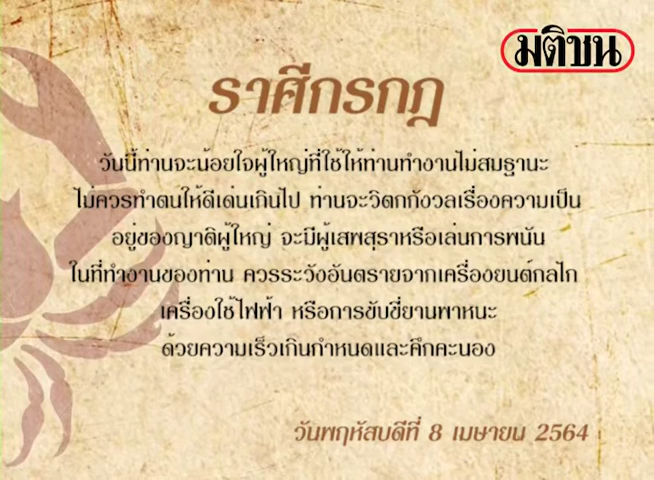 มติชน
ราศีกรกฎ
วันนี้ท่านจะน้อยใจผู้ใหญ่ที่ใช้ให้ท่านทำงานไม่สมฐานะ
ไม่ควรทำตนให้ดีเด่นเกินไป ท่านจะวิตกกังวลเรื่องความเป็น
อยู่ของญาติผู้ใหญ่ จะมีผู้เสพสุราหรือเล่นการพนัน
ในที่ทำงานของท่าน ควรระวังอันตรายจากเครื่องยนต์กลไก
เครื่องใช้ไฟฟ้า หรือการขับขี่ยานพาหนะ
ด้วยความเร็วเกินกำหนดและคึกคะนอง
วันพฤหัสบดีที่ 8 เมษายน 2564